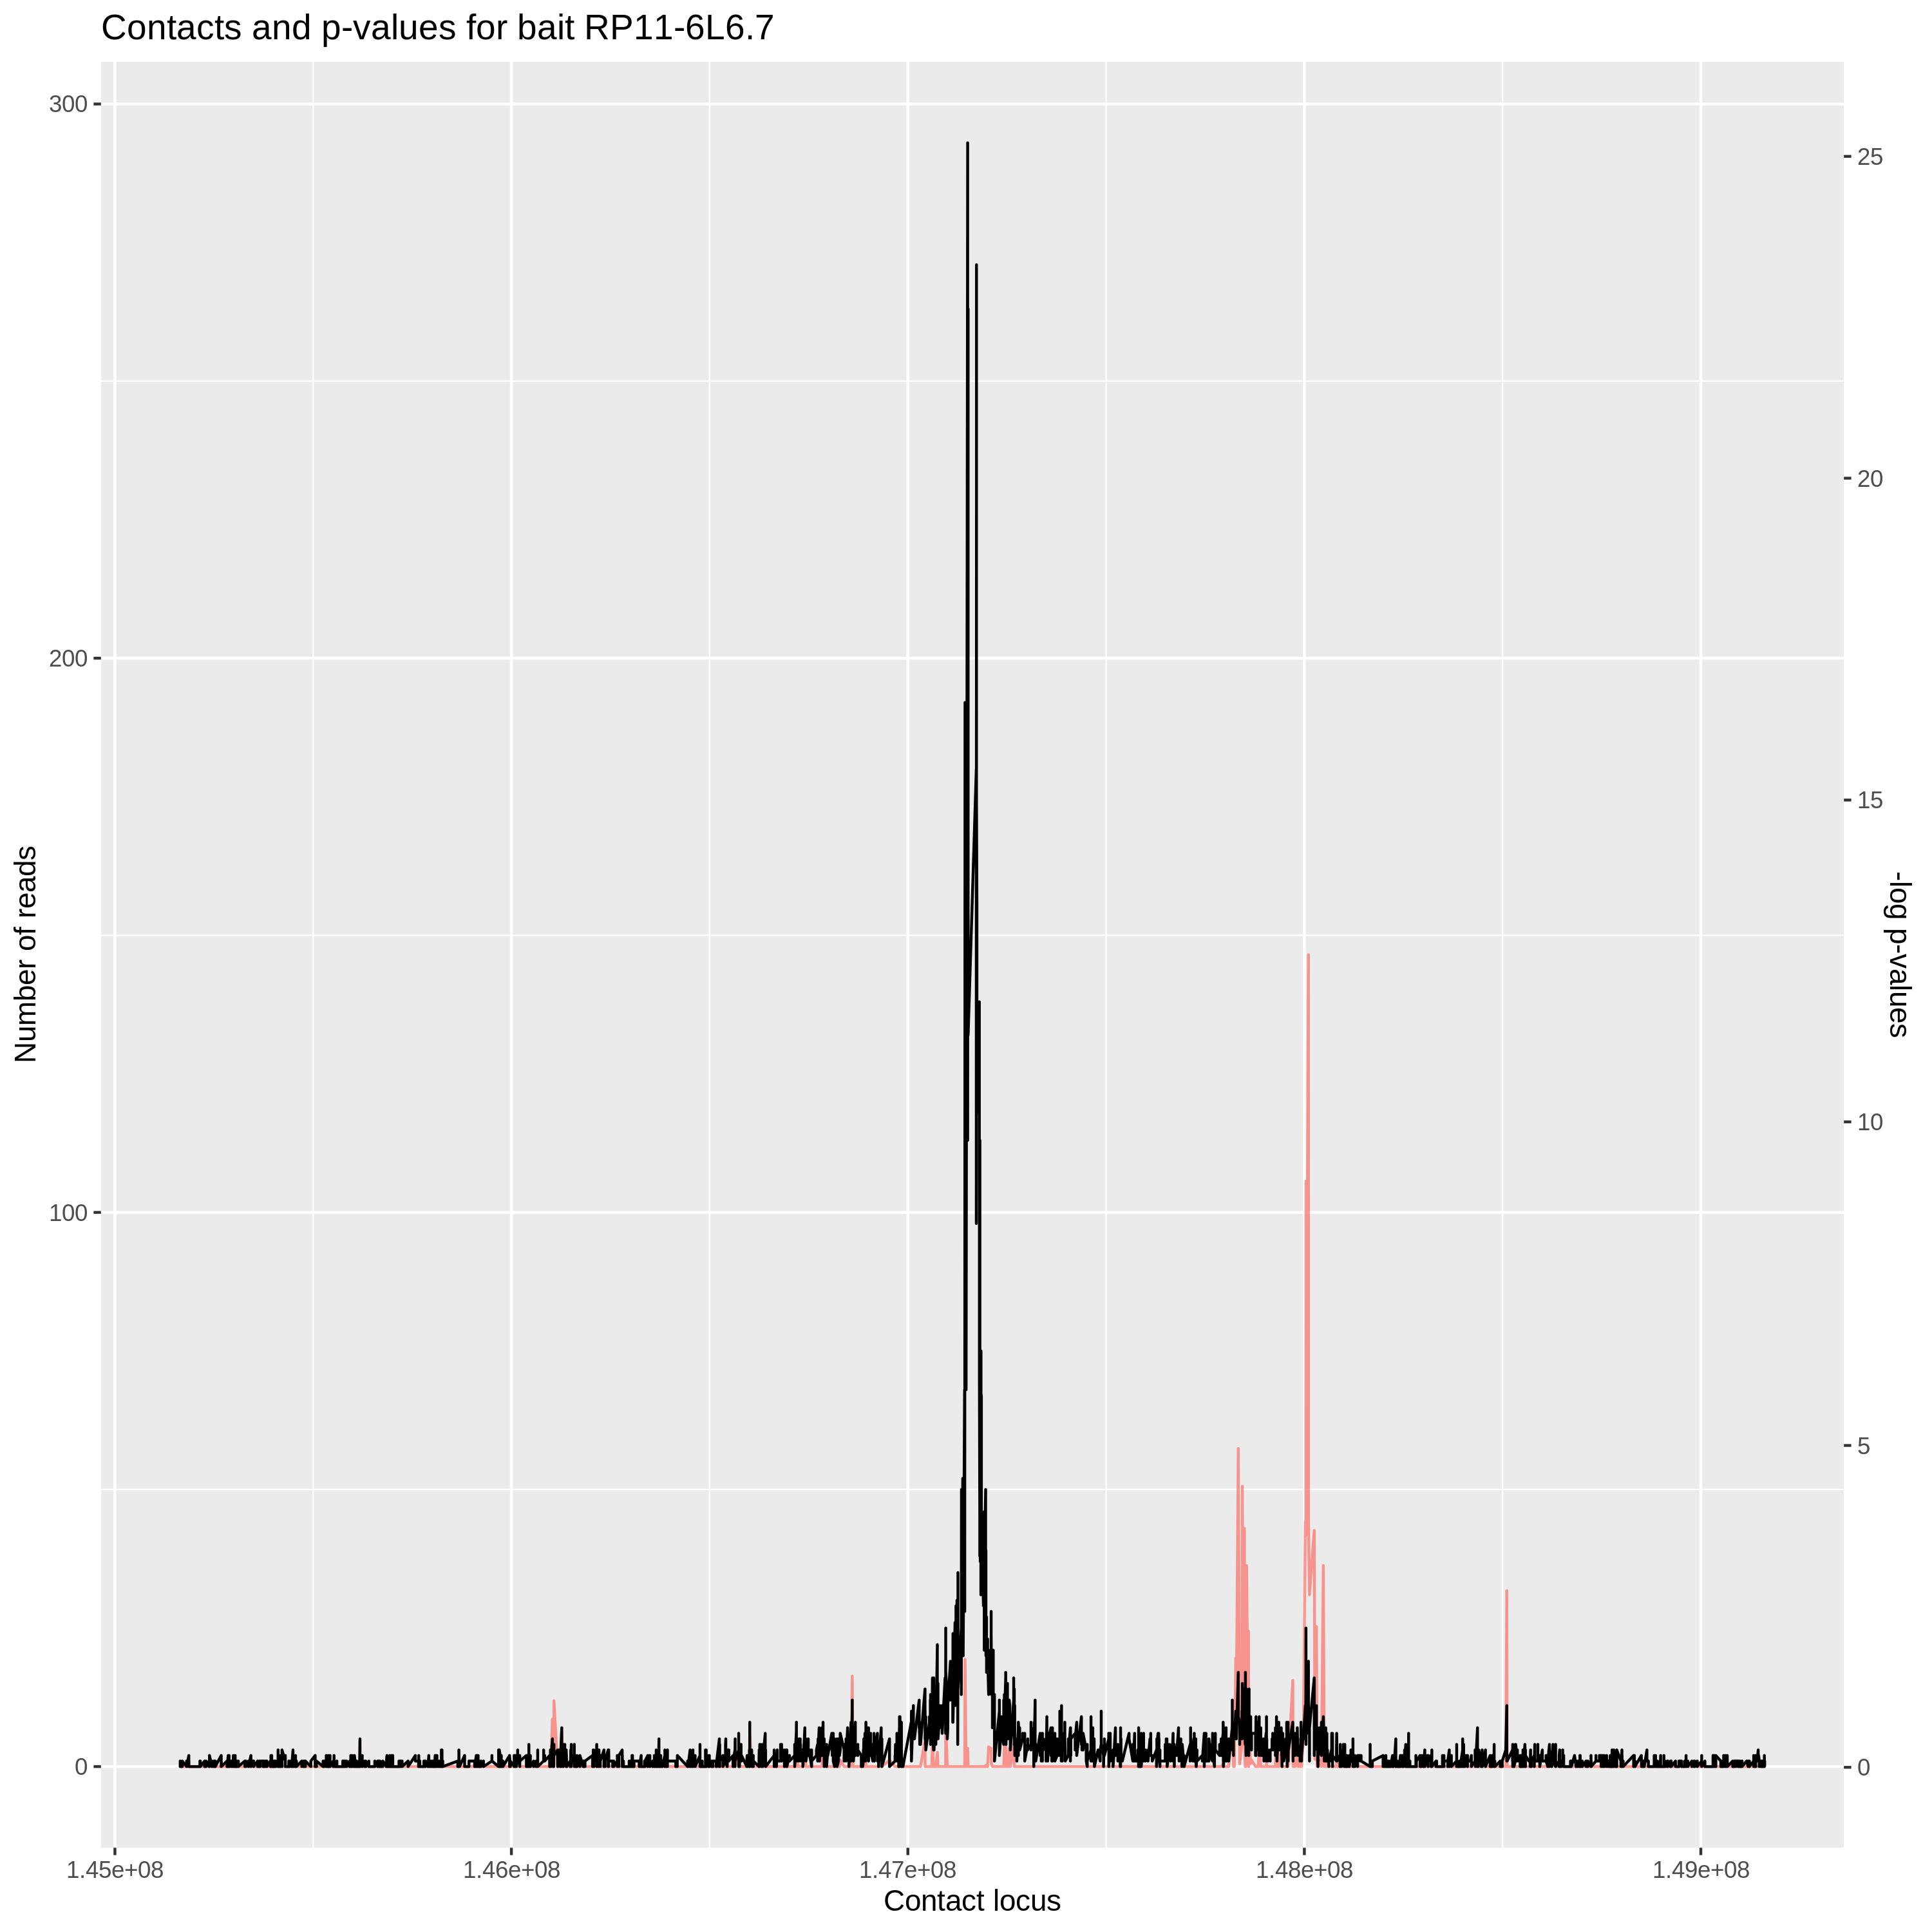 Contacts and p-values for bait RP11-6L6.7
300
200
100
0
Number of reads
25
20
15
10
5
0
-log p-values
1.45e+08 1.46e+08 1.47e+08 1.48e+08 1.49e+08
Contact locus